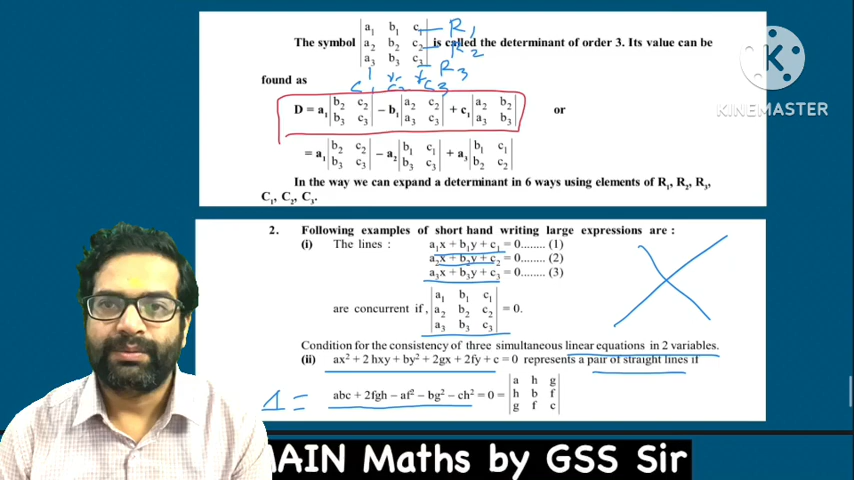 The symbol | a₁ b₁ c₁ | R₁
| a₂ b₂ c₂ | is called the determinant of order 3. Its value can be R₂
| a₃ b₃ c₃ | R₃
found as C₁ C₂ C₃
D = a₁ | b₂ c₂ ; b₃ c₃ | − b₁ | a₂ c₂ ; a₃ c₃ | + c₁ | a₂ b₂ ; a₃ b₃ | or
= a₁ | b₂ c₂ ; b₃ c₃ | − a₂ | b₁ c₁ ; b₃ c₃ | + a₃ | b₁ c₁ ; b₂ c₂ |
In the way we can expand a determinant in 6 ways using elements of R₁, R₂, R₃,
C₁, C₂, C₃.
2. Following examples of short hand writing large expressions are :
(i) The lines : a₁x + b₁y + c₁ = 0........ (1)
a₂x + b₂y + c₂ = 0........ (2)
a₃x + b₃y + c₃ = 0........ (3)
| a₁ b₁ c₁ |
are concurrent if, | a₂ b₂ c₂ | = 0.
| a₃ b₃ c₃ |
Condition for the consistency of three simultaneous linear equations in 2 variables.
(ii) ax² + 2 hxy + by² + 2gx + 2fy + c = 0 represents a pair of straight lines if
Δ = abc + 2fgh − af² − bg² − ch² = 0 = | a h g ; h b f ; g f c |
K
KINEMASTER
MAIN Maths by GSS Sir